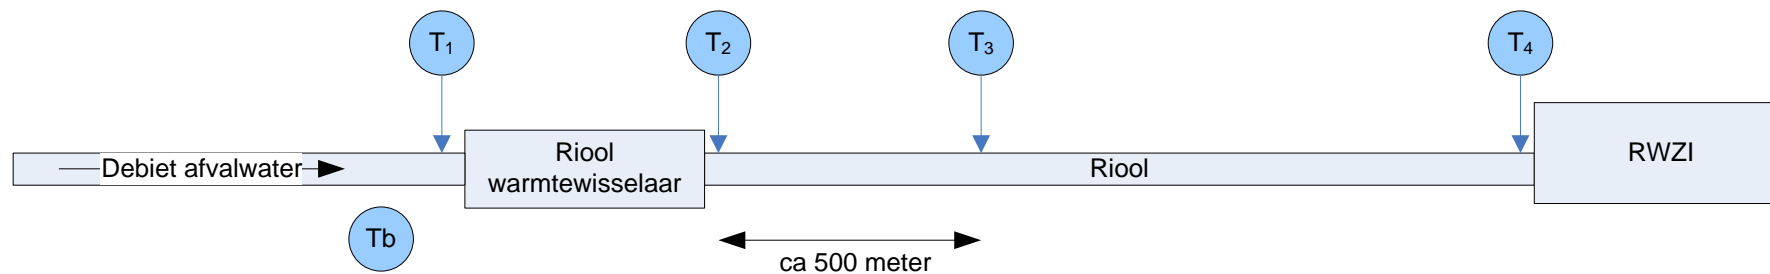 T1
T2
T3
T4
Debiet afvalwater
Riool
warmtewisselaar
Riool
RWZI
Tb
ca 500 meter